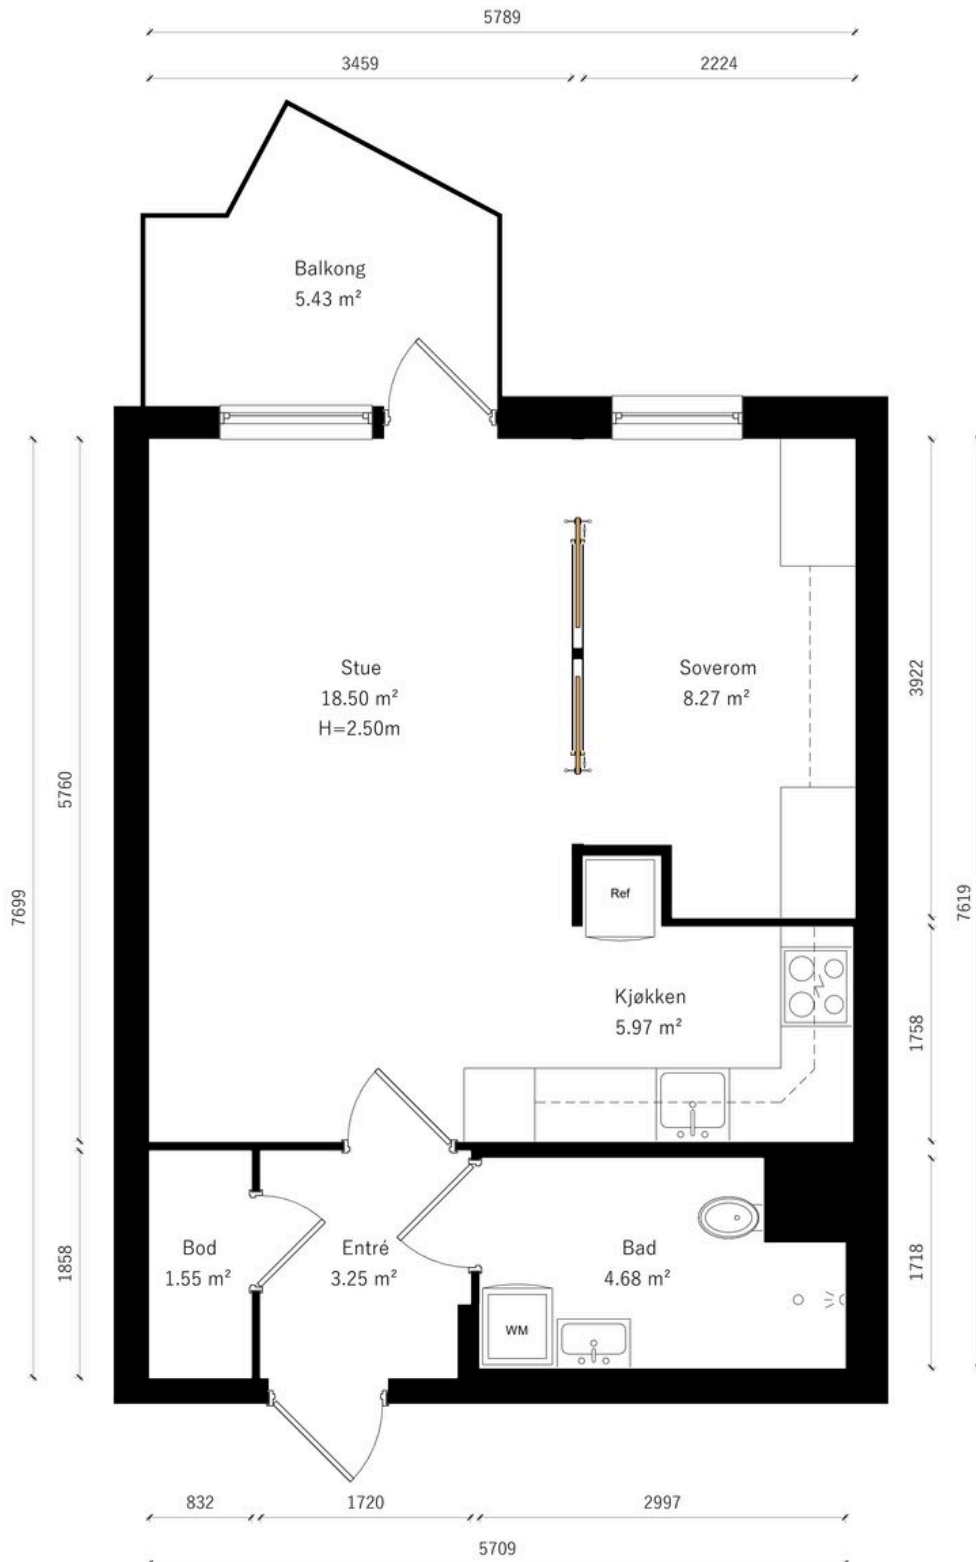 5789
3459
2224
Balkong
5.43 m²
Stue
18.50 m²
H=2.50m
Soverom
8.27 m²
3922
5760
7699
7619
Ref
Kjøkken
5.97 m²
1758
Bod
1.55 m²
Entré
3.25 m²
Bad
4.68 m²
1858
1718
WM
832
1720
2997
5709